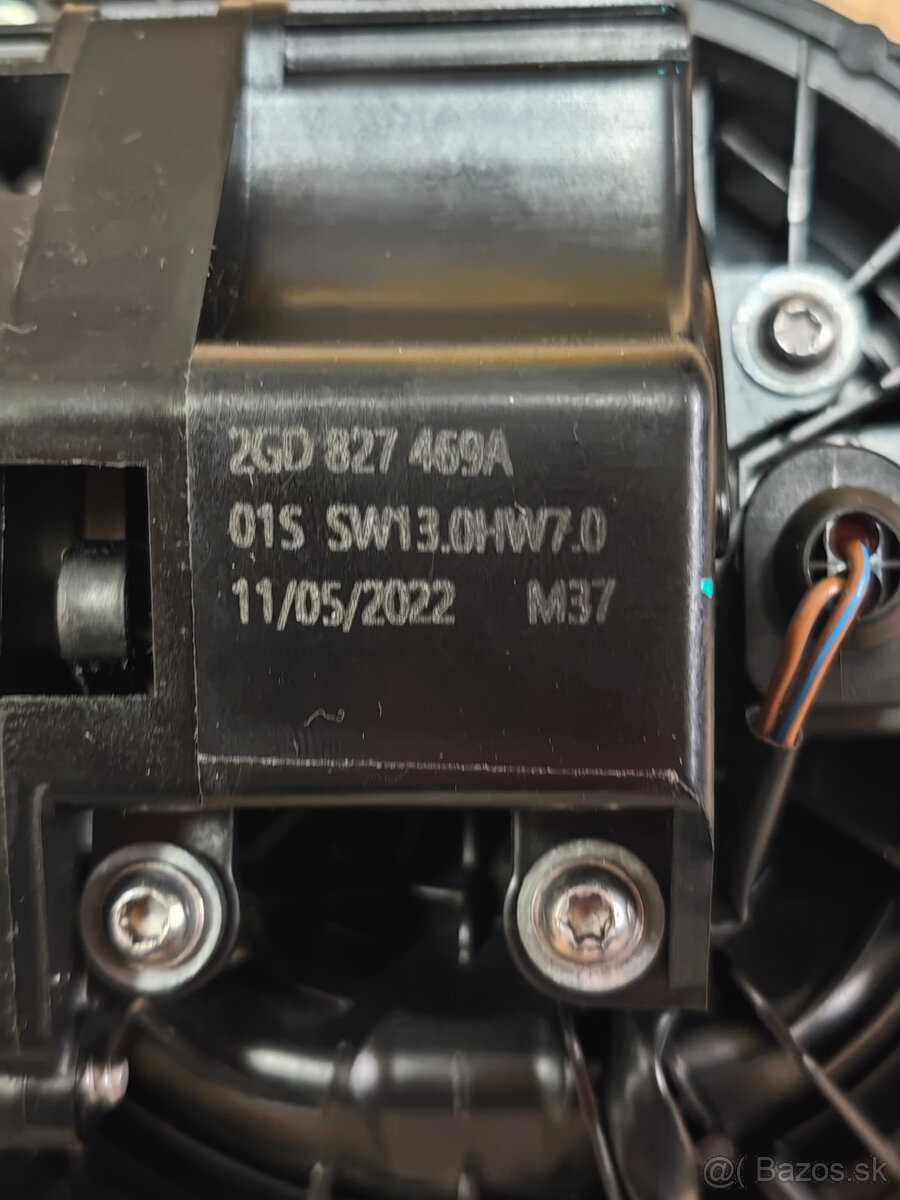 2GD 827 469A
01S SW13.0HW7.0
11/05/2022 M37
@( Bazos.sk